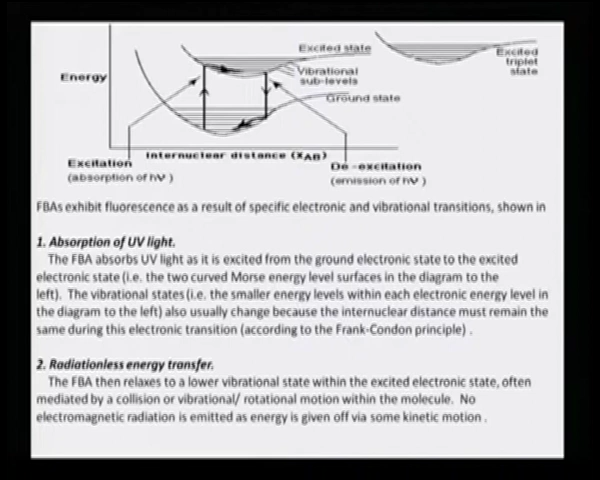 Excited state
Energy
Vibrational
sub-levels
Excited
triplet
state
Ground state
Internuclear distance (XAB)
Excitation
(absorption of hν)
De-excitation
(emission of hν)
FBAs exhibit fluorescence as a result of specific electronic and vibrational transitions, shown in
1. Absorption of UV light.
The FBA absorbs UV light as it is excited from the ground electronic state to the excited
electronic state (i.e. the two curved Morse energy level surfaces in the diagram to the
left). The vibrational states (i.e. the smaller energy levels within each electronic energy level in
the diagram to the left) also usually change because the internuclear distance must remain the
same during this electronic transition (according to the Frank-Condon principle) .
2. Radiationless energy transfer.
The FBA then relaxes to a lower vibrational state within the excited electronic state, often
mediated by a collision or vibrational/ rotational motion within the molecule. No
electromagnetic radiation is emitted as energy is given off via some kinetic motion .